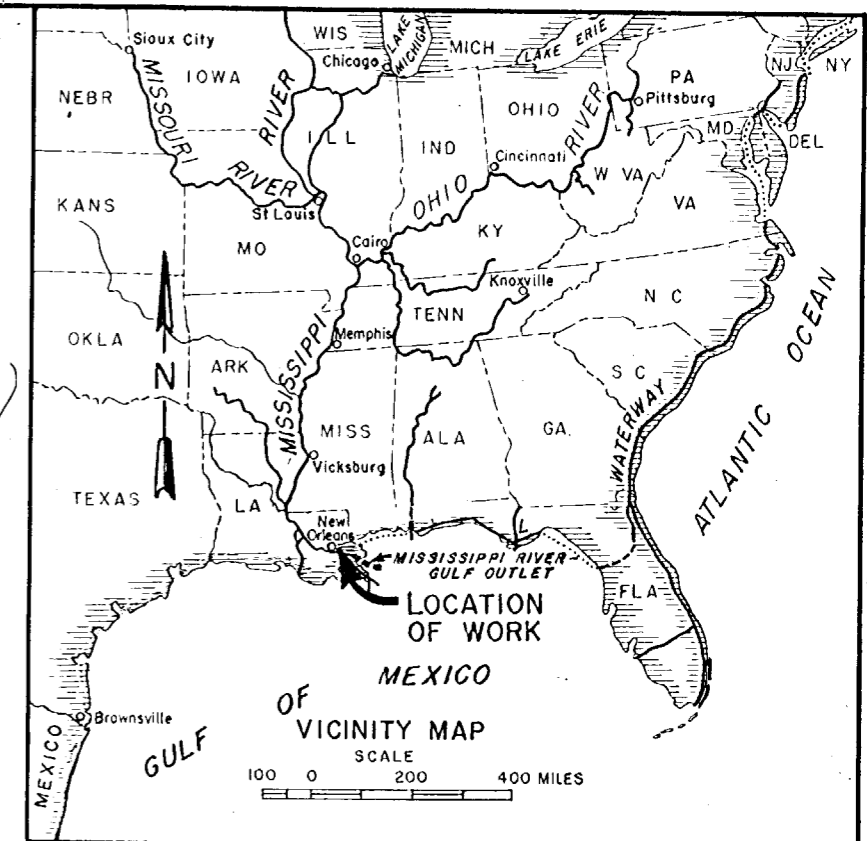 Sioux City
WIS
LAKE MICHIGAN
MICH
LAKE ERIE
NJ
NY
Chicago
IOWA
NEBR
MISSOURI RIVER
RIVER
ILL
IND
OHIO
PA
Pittsburg
MD
DEL
Cincinnati
OHIO RIVER
W VA
VA
KANS
St Louis
MO
Cairo
KY
Knoxville
N C
TENN
OKLA
Memphis
ARK
N
MISSISSIPPI
S C
ATLANTIC OCEAN
WATERWAY
MISS
ALA
GA.
Vicksburg
TEXAS
LA
New
Orleans
L
MISSISSIPPI RIVER
GULF OUTLET
FLA
LOCATION
OF WORK
GULF OF MEXICO
Brownsville
MEXICO
VICINITY MAP
SCALE
100 0 200 400 MILES